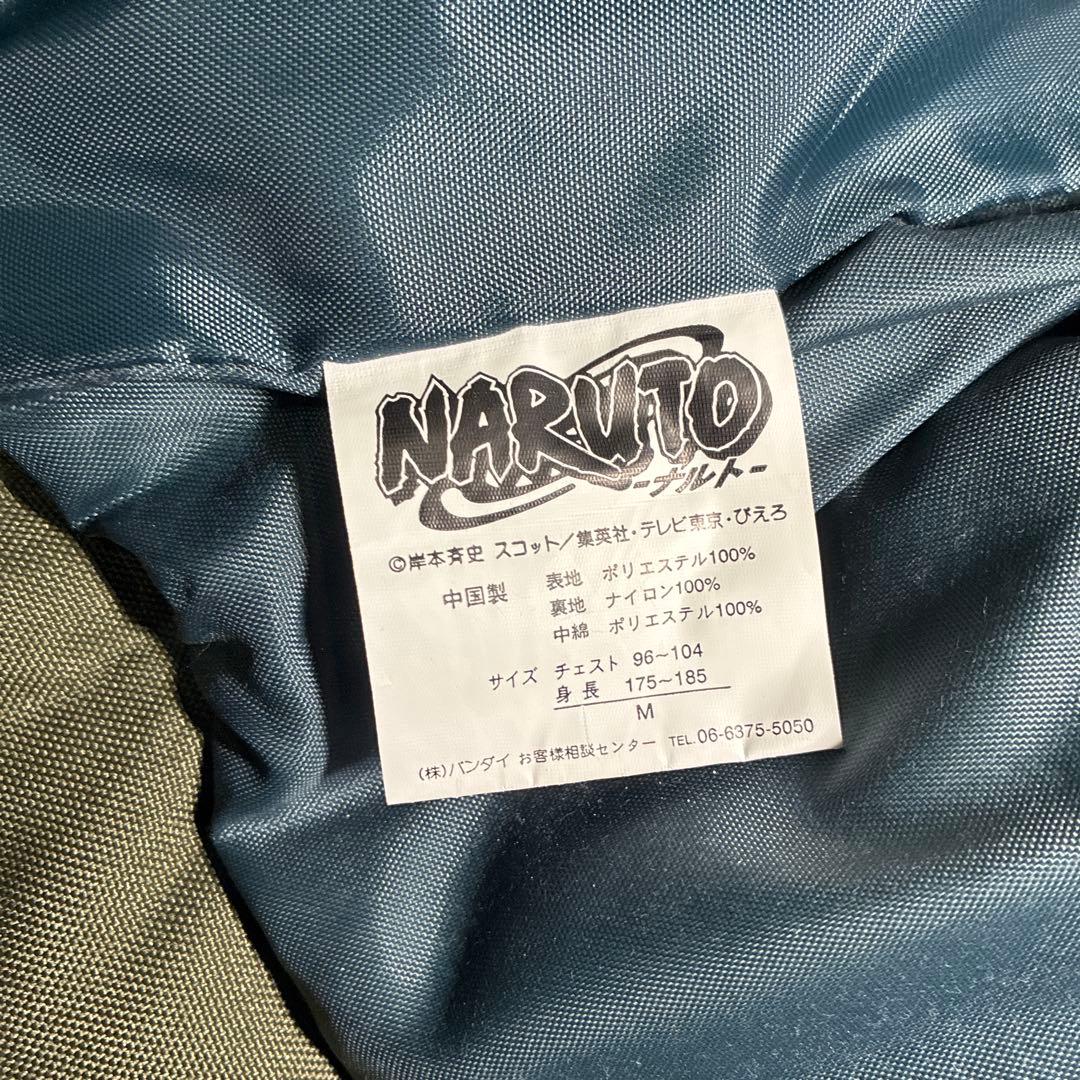 NARUTO
-ナルト-
©岸本斉史 スコット/集英社・テレビ東京・ぴえろ
中国製 表地 ポリエステル100%
裏地 ナイロン100%
中綿 ポリエステル100%
サイズ チェスト 96~104
身長 175~185
M
(株)バンダイ お客様相談センター TEL.06-6375-5050